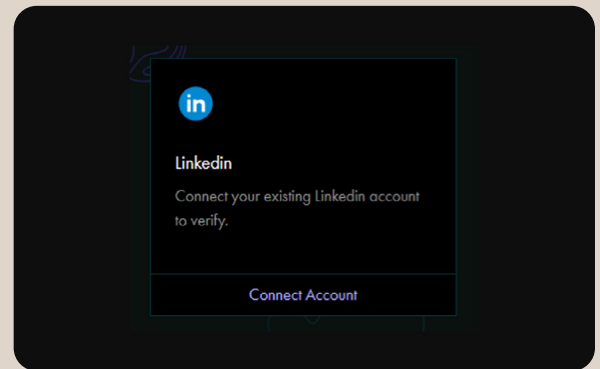 in
Linkedin
Connect your existing Linkedin account
to verify.
Connect Account